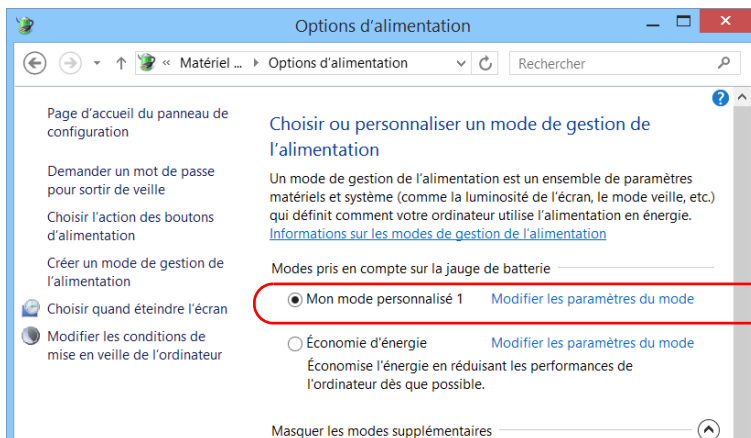 Options d'alimentation
« Matériel ... Options d'alimentation
Rechercher
Page d'accueil du panneau de
configuration
Demander un mot de passe
pour sortir de veille
Choisir l'action des boutons
d'alimentation
Créer un mode de gestion de
l'alimentation
Choisir quand éteindre l'écran
Modifier les conditions de
mise en veille de l'ordinateur
Choisir ou personnaliser un mode de gestion de
l'alimentation
Un mode de gestion de l'alimentation est un ensemble de paramètres
matériels et système (comme la luminosité de l'écran, le mode veille, etc.)
qui définit comment votre ordinateur utilise l'alimentation en énergie.
Informations sur les modes de gestion de l'alimentation
Modes pris en compte sur la jauge de batterie
Mon mode personnalisé 1 Modifier les paramètres du mode
Économie d'énergie Modifier les paramètres du mode
Économise l'énergie en réduisant les performances de
l'ordinateur dès que possible.
Masquer les modes supplémentaires